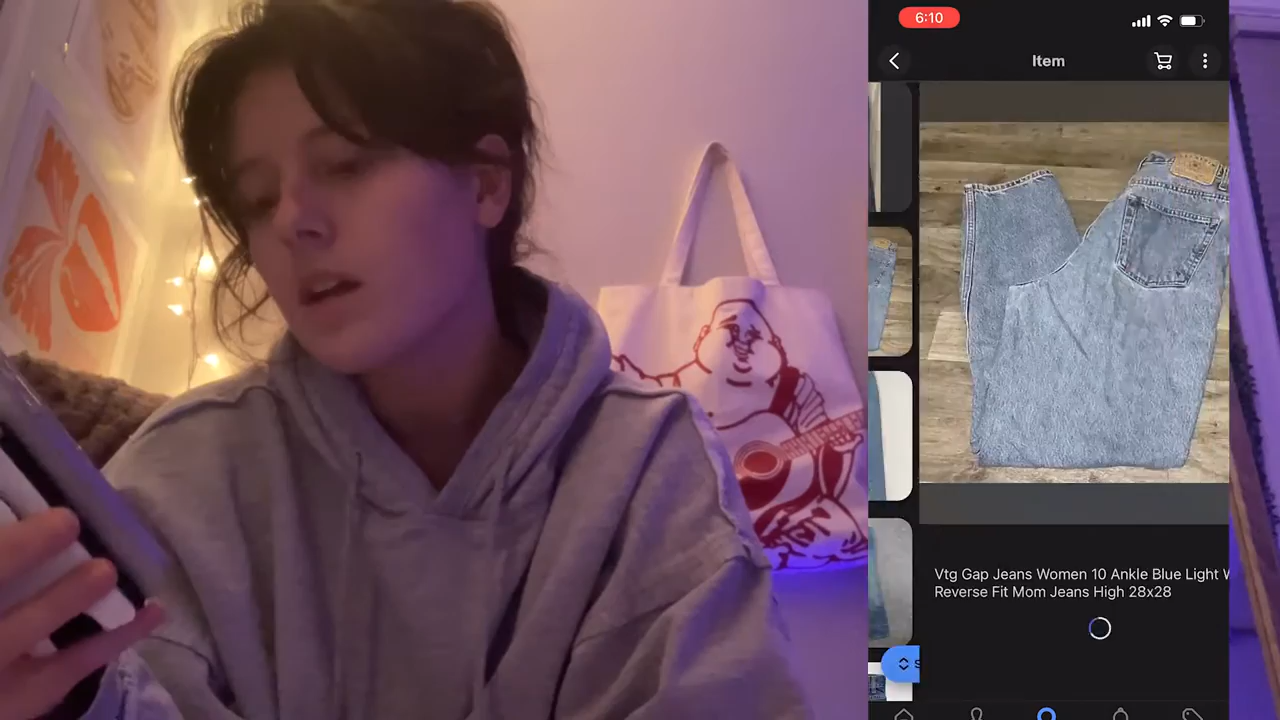 6:10
Item
Vtg Gap Jeans Women 10 Ankle Blue Light W
Reverse Fit Mom Jeans High 28x28